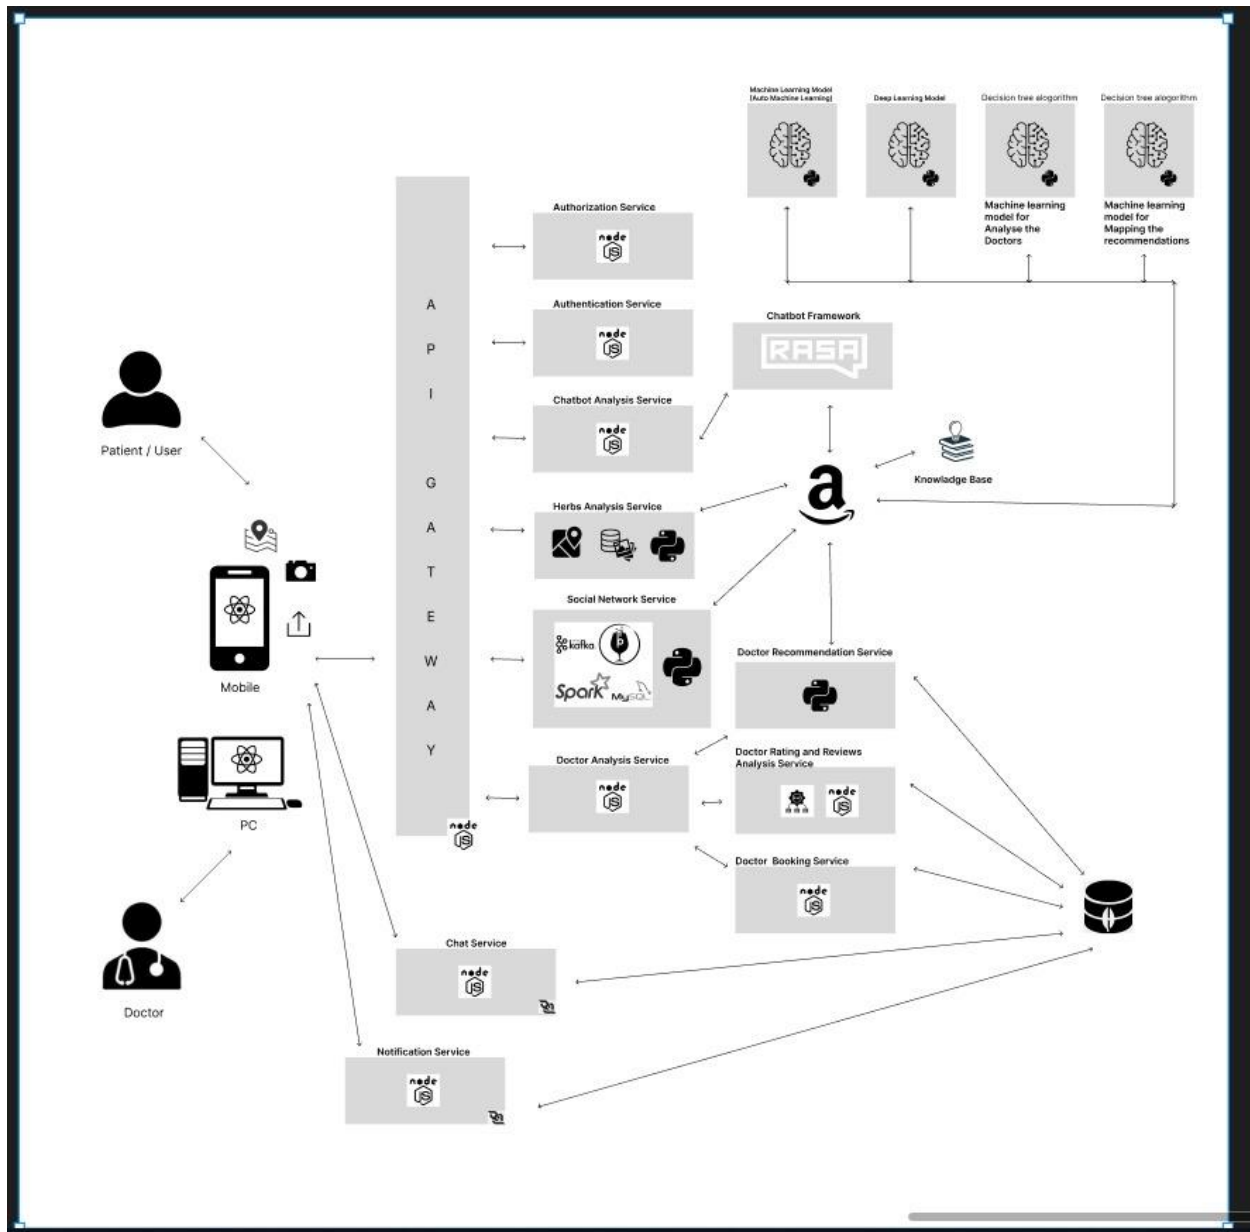 Machine Learning Model
(Auto Machine Learning)
Deep Learning Model
Decision tree alogorithm
Decision tree alogorithm
Machine learning
model for
Analyse the
Doctors
Machine learning
model for
Mapping the
recommendations
Authorization Service
node
JS
Authentication Service
node
JS
Chatbot Framework
RASA
Chatbot Analysis Service
node
JS
Patient / User
API GATEWAY
node
JS
Knowladge Base
a
Herbs Analysis Service
Social Network Service
kafka
p
Spark
MySQL
Mobile
Doctor Recommendation Service
Doctor Analysis Service
node
JS
Doctor Rating and Reviews
Analysis Service
node
JS
PC
Doctor Booking Service
node
JS
Chat Service
node
JS
Doctor
Notification Service
node
JS